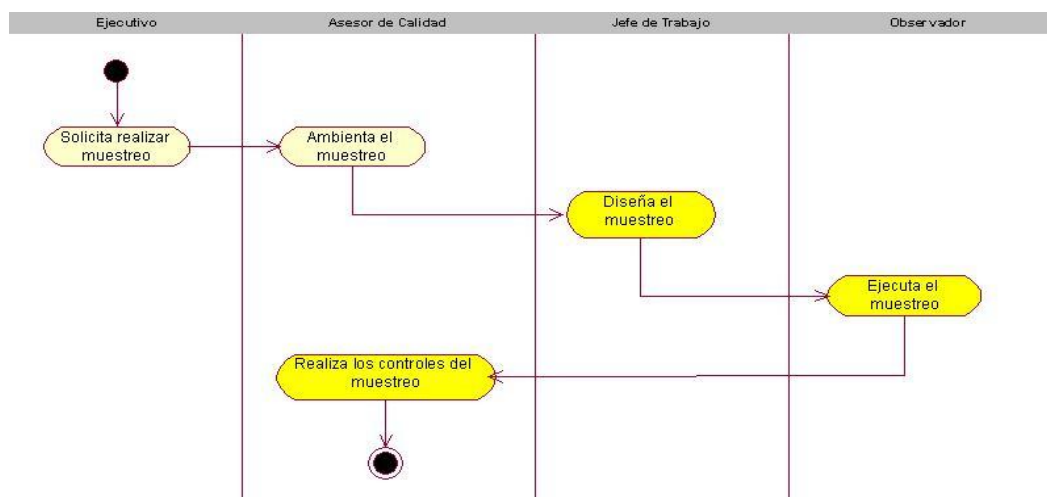 Ejecutivo
Asesor de Calidad
Jefe de Trabajo
Observador
Solicita realizar
muestreo
Ambienta el
muestreo
Diseña el
muestreo
Ejecuta el
muestreo
Realiza los controles del
muestreo